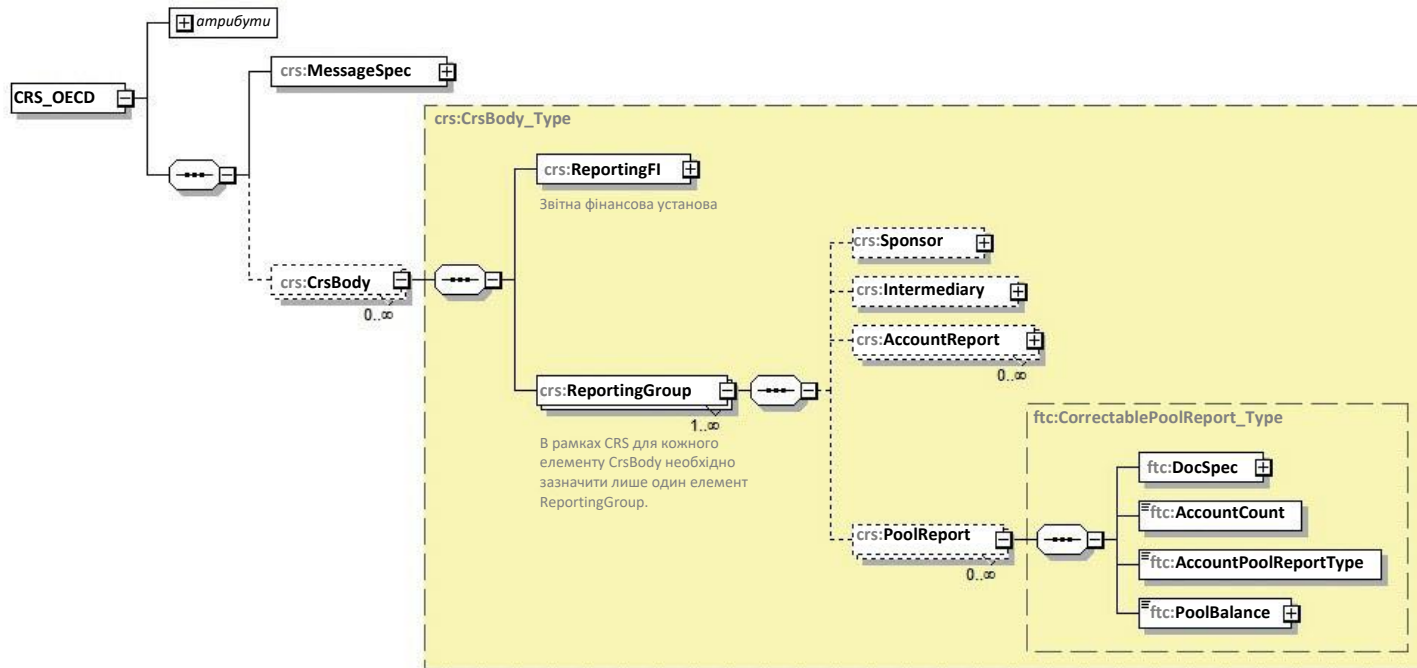 атрибути
crs:MessageSpec
CRS_OECD
crs:CrsBody_Type
crs:ReportingFI
Звітна фінансова установа
crs:Sponsor
crs:CrsBody
0..∞
crs:Intermediary
crs:AccountReport
0..∞
crs:ReportingGroup
1..∞
В рамках CRS для кожного
елементу CrsBody необхідно
зазначити лише один елемент
ReportingGroup.
ftc:CorrectablePoolReport_Type
ftc:DocSpec
ftc:AccountCount
crs:PoolReport
0..∞
ftc:AccountPoolReportType
ftc:PoolBalance